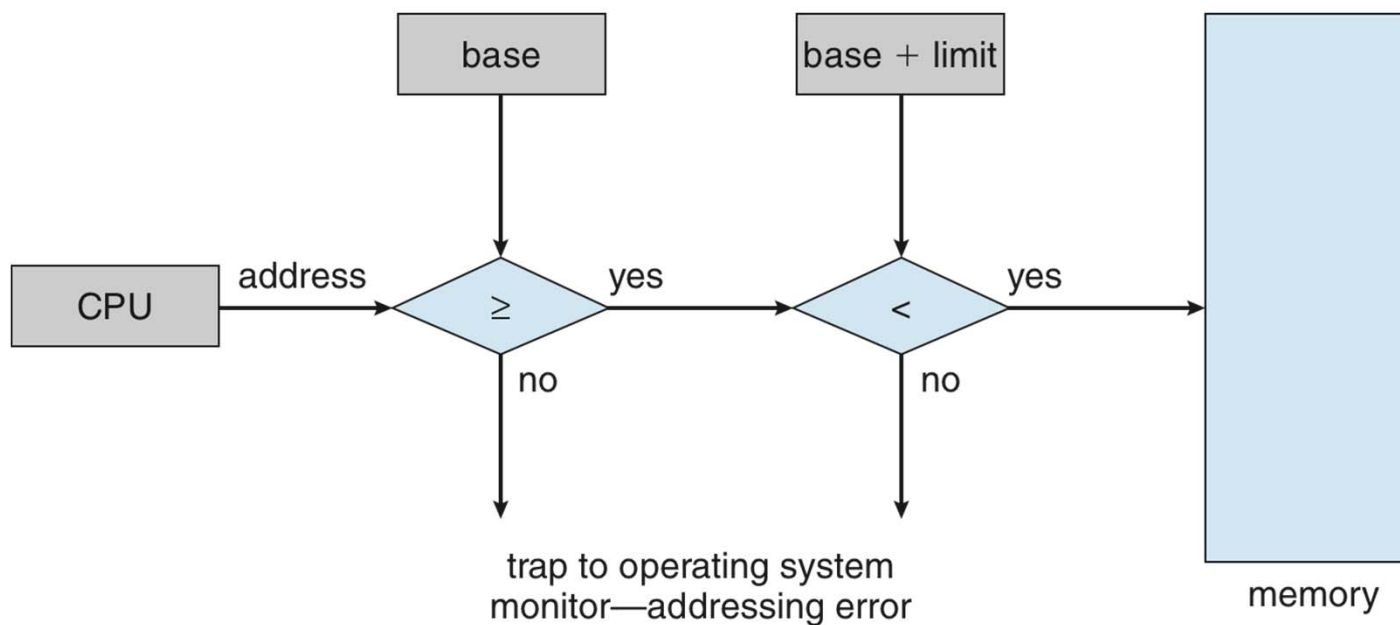 base
base + limit
CPU
address
≥
yes
<
yes
no
no
trap to operating system
monitor—addressing error
memory